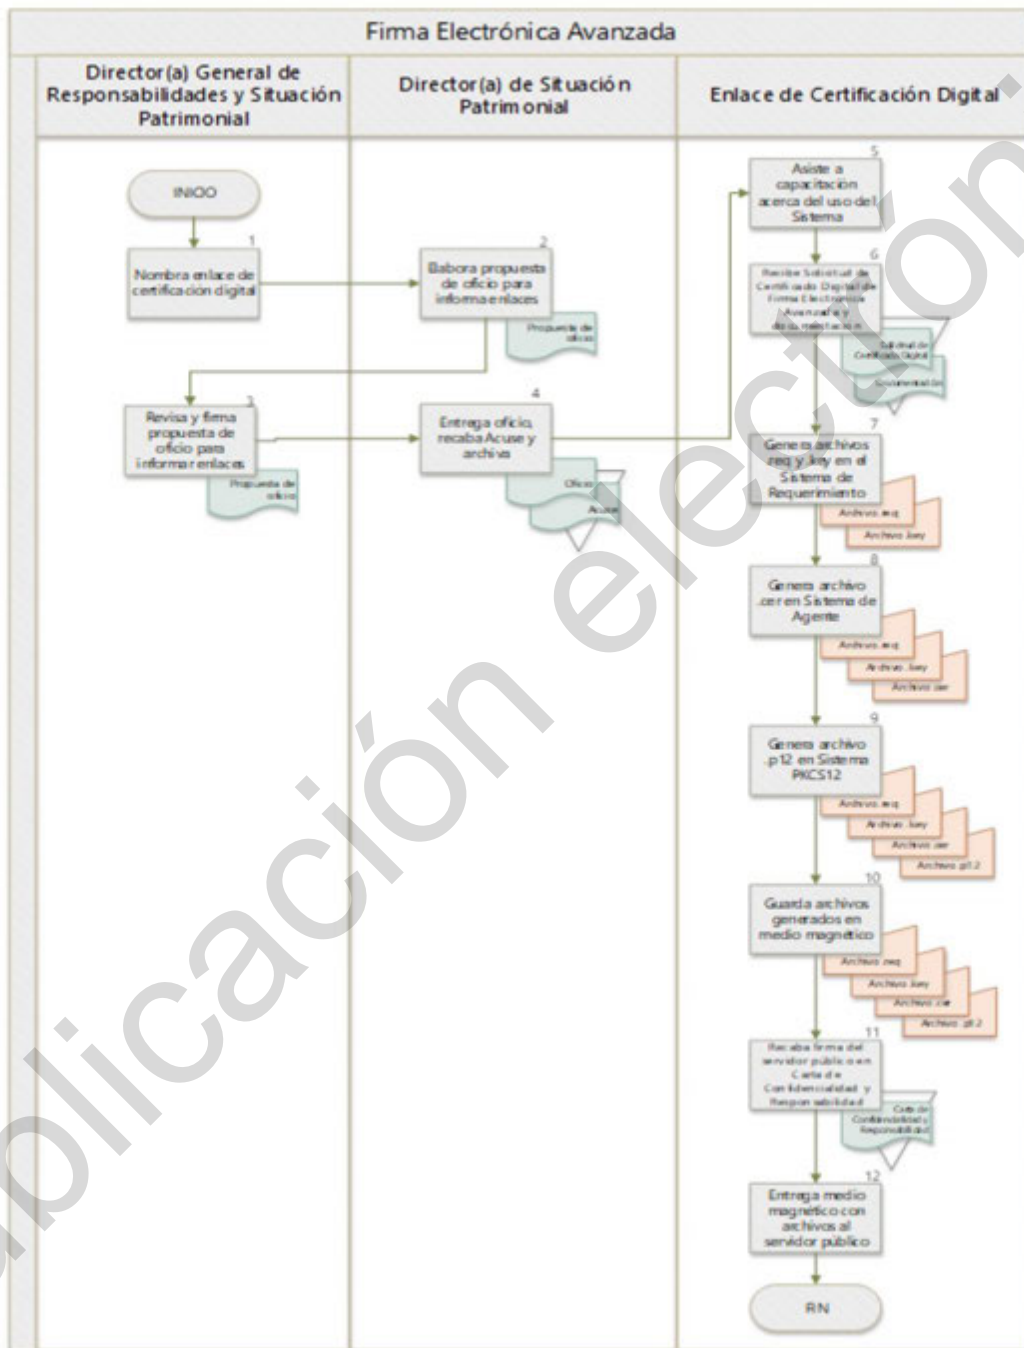 Firma Electrónica Avanzada
Director(a) General de
Responsabilidades y Situación
Patrimonial
Director(a) de Situación
Patrimonial
Enlace de Certificación Digital
INICIO
1
Nombra enlace de
certificación digital
2
Elabora propuesta
de oficio para
informa enlaces
Propuesta de
oficio
3
Revisa y firma
propuesta de
oficio para
informar enlaces
Propuesta de
oficio
4
Entrega oficio,
recaba Acuse y
archiva
Oficio
Acuse
5
Asiste a
capacitación
acerca del uso del
Sistema
6
Recibe Solicitud de
Certificado Digital de
Firma Electrónica
Avanzada y
documentación
Solicitud de
Certificado Digital
Documentación
7
Genera archivos
.req y .key en el
Sistema de
Requerimiento
Archivo .req
Archivo .key
8
Genera archivo
.cer en Sistema de
Agente
Archivo .req
Archivo .key
Archivo .cer
9
Genera archivo
.p12 en Sistema
PKCS12
Archivo .req
Archivo .key
Archivo .cer
Archivo .p12
10
Guarda archivos
generados en
medio magnético
Archivo .req
Archivo .key
Archivo .cer
Archivo .p12
11
Recaba firma del
servidor público en
Carta de
Confidencialidad y
Responsabilidad
Carta de
Confidencialidad y
Responsabilidad
12
Entrega medio
magnético con
archivos al
servidor público
FIN
ublicación electrón